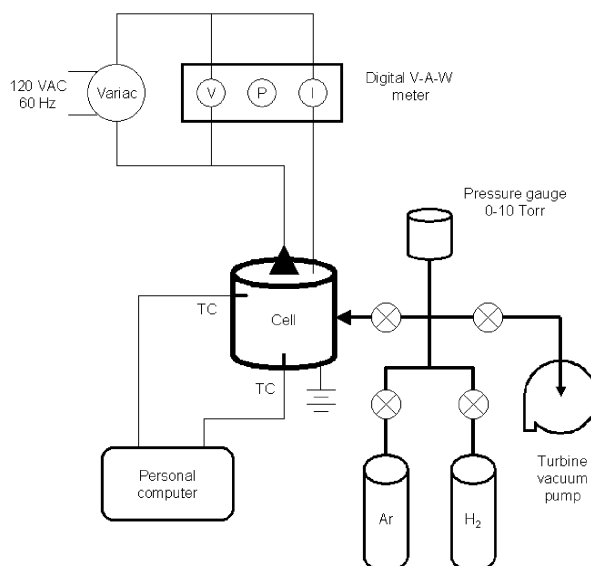 120 VAC
60 Hz
Variac
V
P
I
Digital V-A-W
meter
Pressure gauge
0-10 Torr
TC
Cell
TC
Personal
computer
Ar
H₂
Turbine
vacuum
pump